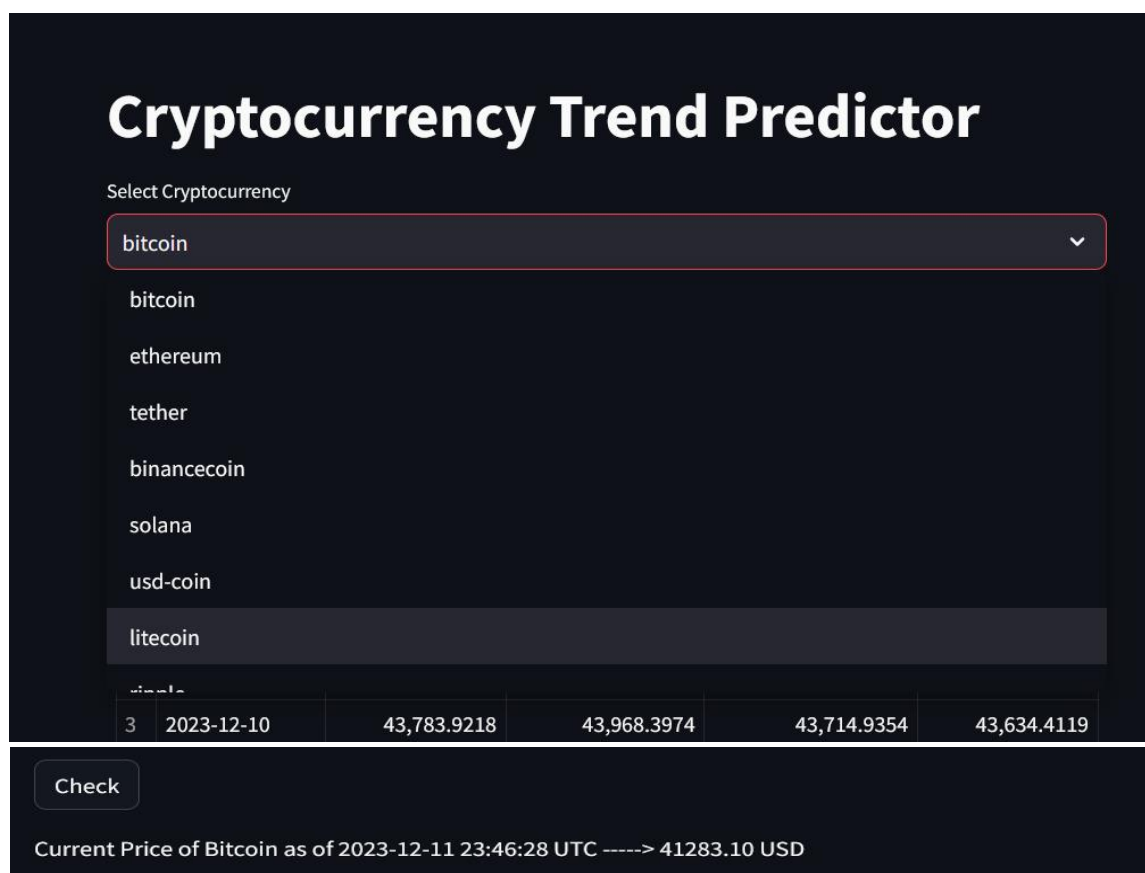 Cryptocurrency Trend Predictor
Select Cryptocurrency
bitcoin
bitcoin
ethereum
tether
binancecoin
solana
usd-coin
litecoin
ripple
3 2023-12-10 43,783.9218 43,968.3974 43,714.9354 43,634.4119
Check
Current Price of Bitcoin as of 2023-12-11 23:46:28 UTC -----> 41283.10 USD